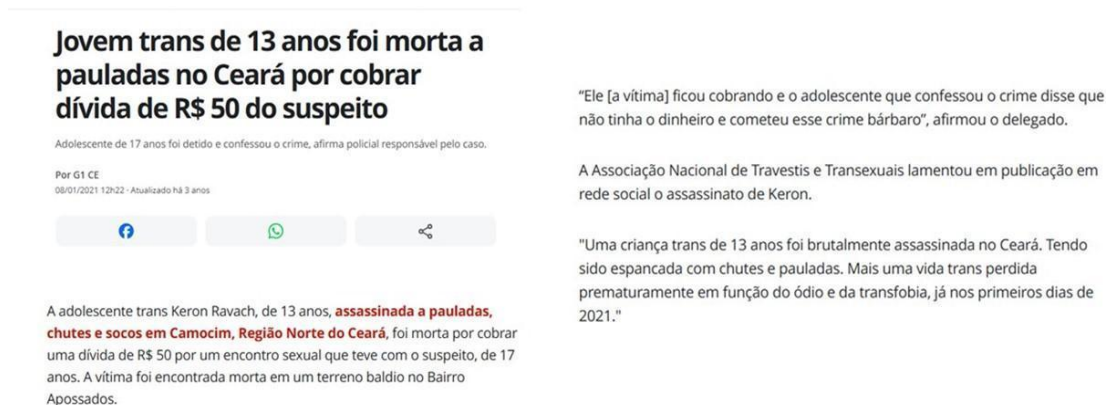 Jovem trans de 13 anos foi morta a
pauladas no Ceará por cobrar
dívida de R$ 50 do suspeito
Adolescente de 17 anos foi detido e confessou o crime, afirma policial responsável pelo caso.
Por G1 CE
08/01/2021 12h22 · Atualizado há 3 anos
A adolescente trans Keron Ravach, de 13 anos, assassinada a pauladas,
chutes e socos em Camocim, Região Norte do Ceará, foi morta por cobrar
uma dívida de R$ 50 por um encontro sexual que teve com o suspeito, de 17
anos. A vítima foi encontrada morta em um terreno baldio no Bairro
Apossados.
“Ele [a vítima] ficou cobrando e o adolescente que confessou o crime disse que
não tinha o dinheiro e cometeu esse crime bárbaro”, afirmou o delegado.
A Associação Nacional de Travestis e Transexuais lamentou em publicação em
rede social o assassinato de Keron.
"Uma criança trans de 13 anos foi brutalmente assassinada no Ceará. Tendo
sido espancada com chutes e pauladas. Mais uma vida trans perdida
prematuramente em função do ódio e da transfobia, já nos primeiros dias de
2021."